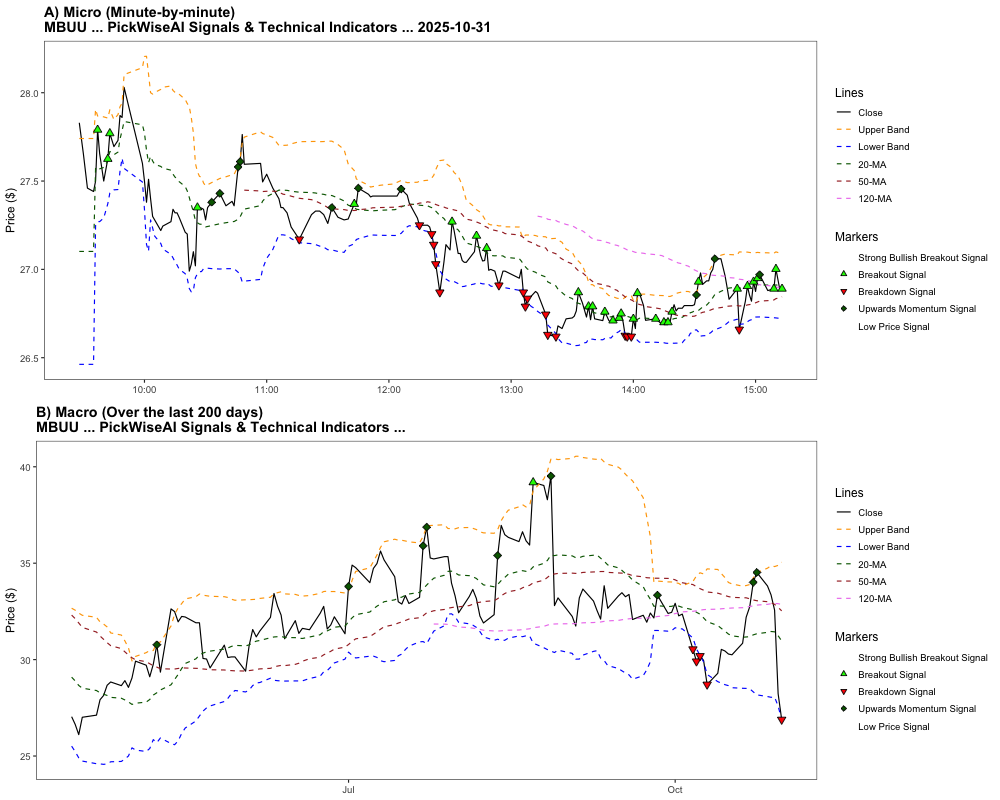 A) Micro (Minute-by-minute)
MBUU ... PickWiseAI Signals & Technical Indicators ... 2025-10-31
Price ($)
28.0
27.5
27.0
26.5
10:00
11:00
12:00
13:00
14:00
15:00
Lines
Close
Upper Band
Lower Band
20-MA
50-MA
120-MA
Markers
Strong Bullish Breakout Signal
Breakout Signal
Breakdown Signal
Upwards Momentum Signal
Low Price Signal
B) Macro (Over the last 200 days)
MBUU ... PickWiseAI Signals & Technical Indicators ...
Price ($)
40
35
30
25
Jul
Oct
Lines
Close
Upper Band
Lower Band
20-MA
50-MA
120-MA
Markers
Strong Bullish Breakout Signal
Breakout Signal
Breakdown Signal
Upwards Momentum Signal
Low Price Signal